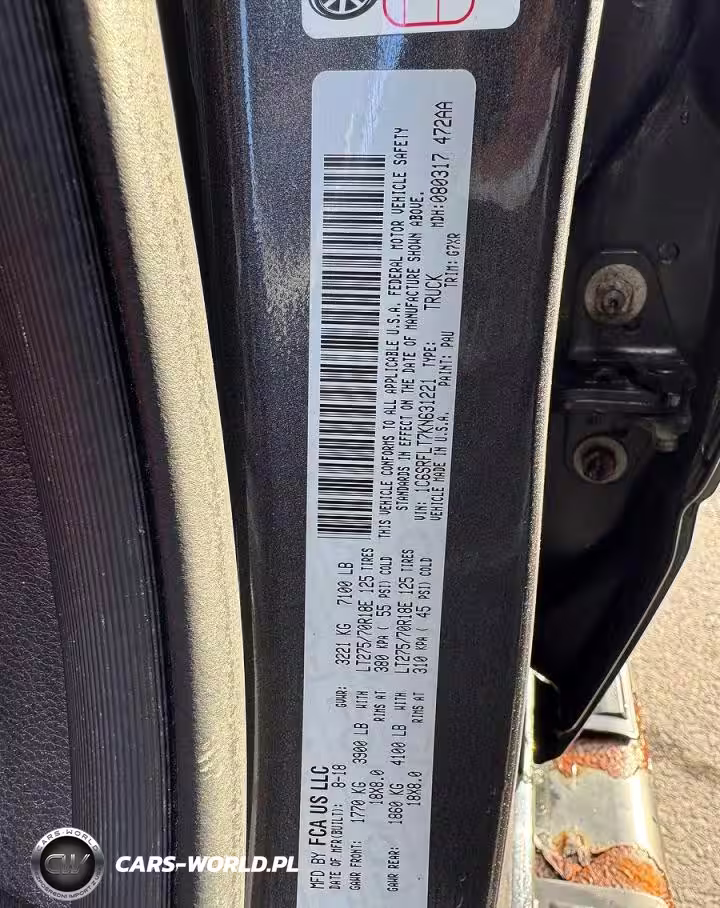 MFD BY FCA US LLC
DATE OF MFR(BUILT): 8-18 GVWR: 3221 KG 7100 LB
GAWR FRONT: 1770 KG 3900 LB WITH LT275/70R18E 125 TIRES
18X8.0 RIMS AT 380 KPA ( 55 PSI) COLD
GAWR REAR: 1860 KG 4100 LB WITH LT275/70R18E 125 TIRES
18X8.0 RIMS AT 310 KPA ( 45 PSI) COLD
THIS VEHICLE CONFORMS TO ALL APPLICABLE U.S.A. FEDERAL MOTOR VEHICLE SAFETY
STANDARDS IN EFFECT ON THE DATE OF MANUFACTURE SHOWN ABOVE.
VIN: 1C6SRFLT7KN631221 TYPE: TRUCK MDH:080317 472AA
VEHICLE MADE IN U.S.A. PAINT: PAU TRIM: G7XR
CARS-WORLD.PL